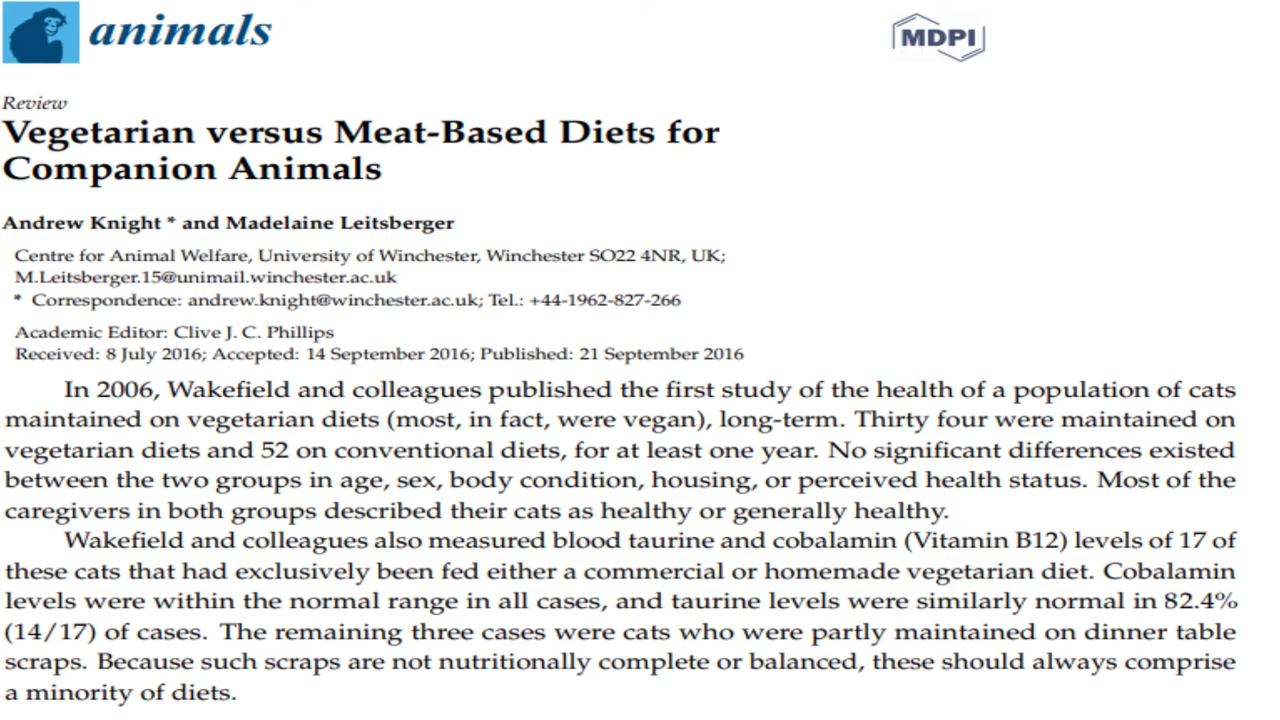 animals
MDPI
Review
Vegetarian versus Meat-Based Diets for
Companion Animals
Andrew Knight * and Madelaine Leitsberger
Centre for Animal Welfare, University of Winchester, Winchester SO22 4NR, UK;
M.Leitsberger.15@unimail.winchester.ac.uk
* Correspondence: andrew.knight@winchester.ac.uk; Tel.: +44-1962-827-266
Academic Editor: Clive J. C. Phillips
Received: 8 July 2016; Accepted: 14 September 2016; Published: 21 September 2016
In 2006, Wakefield and colleagues published the first study of the health of a population of cats
maintained on vegetarian diets (most, in fact, were vegan), long-term. Thirty four were maintained on
vegetarian diets and 52 on conventional diets, for at least one year. No significant differences existed
between the two groups in age, sex, body condition, housing, or perceived health status. Most of the
caregivers in both groups described their cats as healthy or generally healthy.
Wakefield and colleagues also measured blood taurine and cobalamin (Vitamin B12) levels of 17 of
these cats that had exclusively been fed either a commercial or homemade vegetarian diet. Cobalamin
levels were within the normal range in all cases, and taurine levels were similarly normal in 82.4%
(14/17) of cases. The remaining three cases were cats who were partly maintained on dinner table
scraps. Because such scraps are not nutritionally complete or balanced, these should always comprise
a minority of diets.